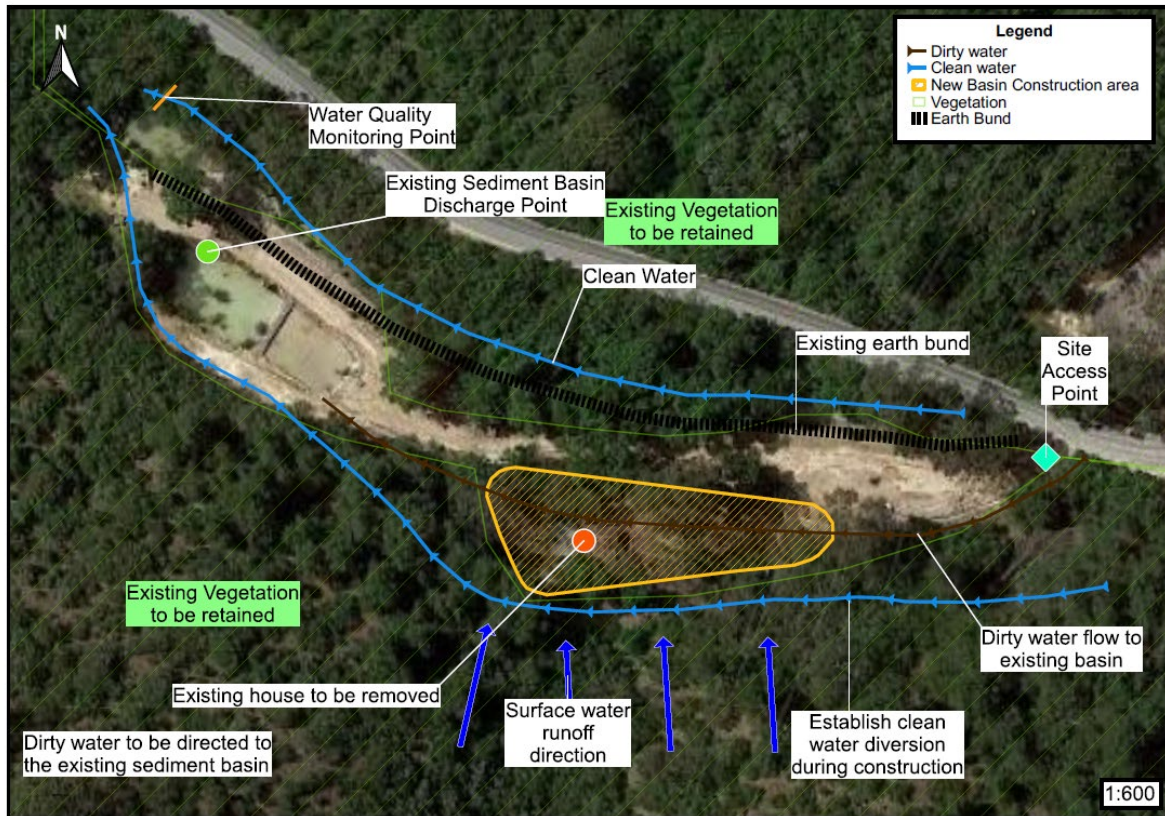 N
Legend
Dirty water
Clean water
New Basin Construction area
Vegetation
Earth Bund
Water Quality
Monitoring Point
Existing Sediment Basin
Discharge Point
Existing Vegetation
to be retained
Clean Water
Existing earth bund
Site
Access
Point
Existing Vegetation
to be retained
Dirty water flow to
existing basin
Existing house to be removed
Surface water
runoff
direction
Establish clean
water diversion
during construction
Dirty water to be directed to
the existing sediment basin
1:600